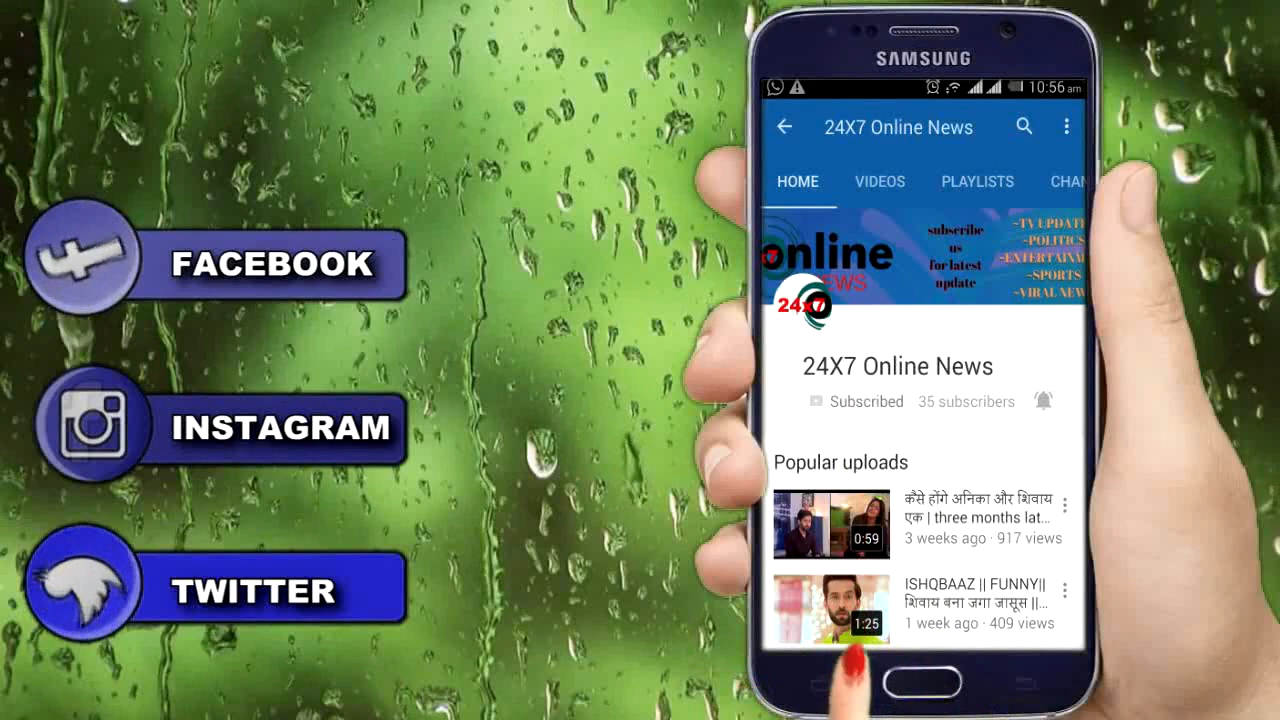 FACEBOOK
INSTAGRAM
TWITTER
SAMSUNG
10:56 am
24X7 Online News
HOME VIDEOS PLAYLISTS CHAN
online
NEWS
subscribe
us
for latest
update
~TV UPDATE
~POLITICS
~ENTERTAINM
~SPORTS
~VIRAL NEW
24x7
24X7 Online News
Subscribed 35 subscribers
Popular uploads
कैसे होंगे अनिका और शिवाय
एक | three months lat...
3 weeks ago · 917 views
0:59
ISHQBAAZ || FUNNY||
शिवाय बना जगा जासूस ||...
1 week ago · 409 views
1:25